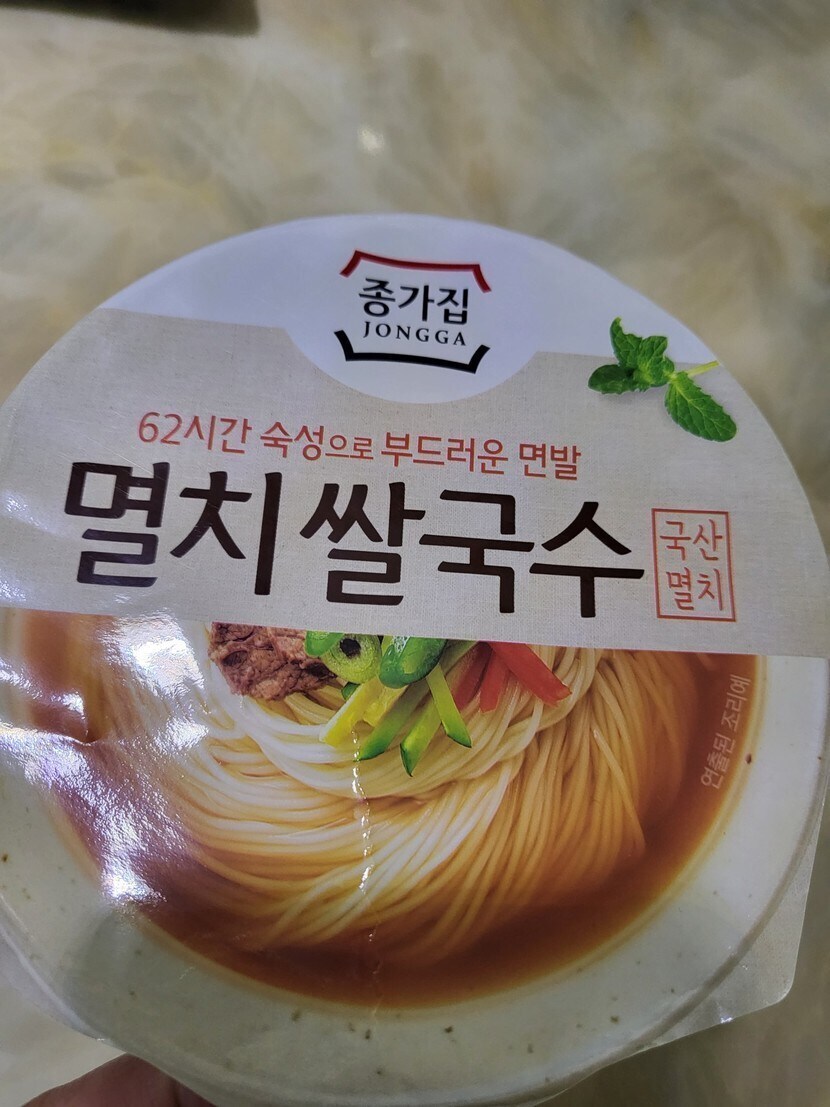 종가집
JONGGA
62시간 숙성으로 부드러운 면발
멸치쌀국수
국산
멸치
연출된 조리예